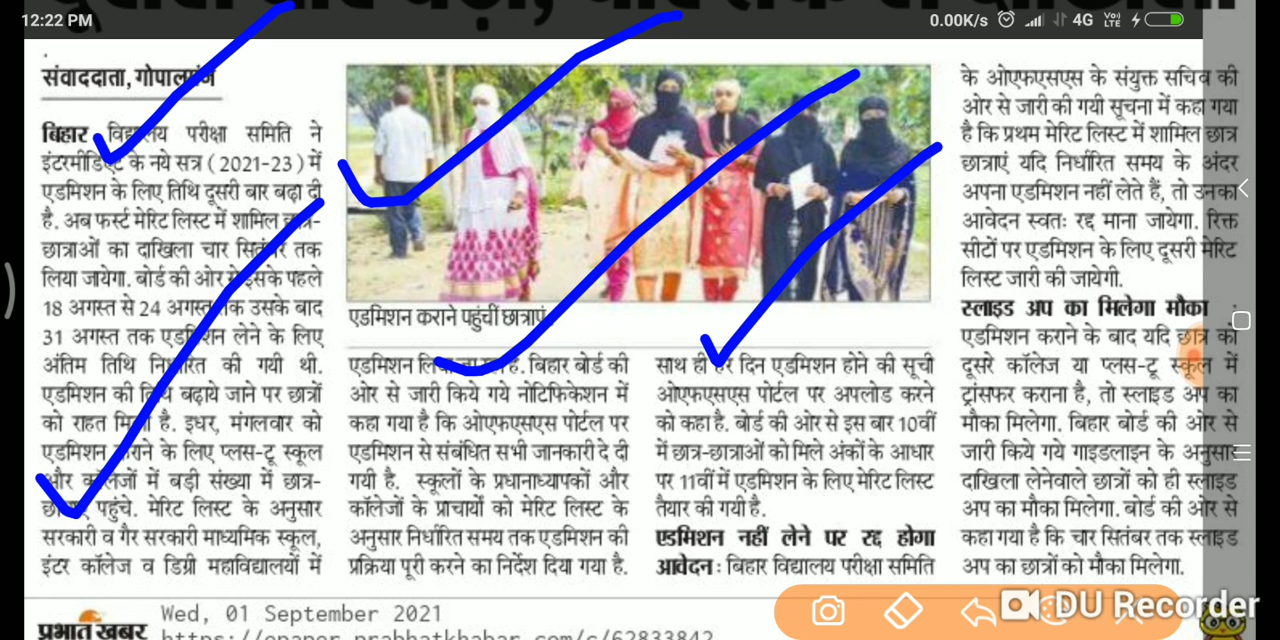 12:22 PM
0.00K/s 4G Vo) LTE
संवाददाता, गोपालगंज
बिहार विद्यालय परीक्षा समिति ने
इंटरमीडिएट के नये सत्र (2021-23) में
एडमिशन के लिए तिथि दूसरी बार बढ़ा दी
है. अब फर्स्ट मेरिट लिस्ट में शामिल छात्र-
छात्राओं का दाखिला चार सितंबर तक
लिया जायेगा. बोर्ड की ओर से इसके पहले
18 अगस्त से 24 अगस्त तक उसके बाद
31 अगस्त तक एडमिशन लेने के लिए
अंतिम तिथि निर्धारित की गयी थी.
एडमिशन की तिथि बढ़ाये जाने पर छात्रों
को राहत मिली है. इधर, मंगलवार को
एडमिशन कराने के लिए प्लस-टू स्कूल
और कॉलेजों में बड़ी संख्या में छात्र-
छात्राएं पहुंचे. मेरिट लिस्ट के अनुसार
सरकारी व गैर सरकारी माध्यमिक स्कूल,
इंटर कॉलेज व डिग्री महाविद्यालयों में
एडमिशन कराने पहुंचीं छात्राएं.
एडमिशन लिया जा रहा है. बिहार बोर्ड की
ओर से जारी किये गये नोटिफिकेशन में
कहा गया है कि ओएफएसएस पोर्टल पर
एडमिशन से संबंधित सभी जानकारी दे दी
गयी है. स्कूलों के प्रधानाध्यापकों और
कॉलेजों के प्राचार्यों को मेरिट लिस्ट के
अनुसार निर्धारित समय तक एडमिशन की
प्रक्रिया पूरी करने का निर्देश दिया गया है.
साथ ही हर दिन एडमिशन होने की सूची
ओएफएसएस पोर्टल पर अपलोड करने
को कहा है. बोर्ड की ओर से इस बार 10वीं
में छात्र-छात्राओं को मिले अंकों के आधार
पर 11वीं में एडमिशन के लिए मेरिट लिस्ट
तैयार की गयी है.
एडमिशन नहीं लेने पर रद्द होगा
आवेदन : बिहार विद्यालय परीक्षा समिति
के ओएफएसएस के संयुक्त सचिव की
ओर से जारी की गयी सूचना में कहा गया
है कि प्रथम मेरिट लिस्ट में शामिल छात्र
छात्राएं यदि निर्धारित समय के अंदर
अपना एडमिशन नहीं लेते हैं, तो उनका
आवेदन स्वतः रद्द माना जायेगा. रिक्त
सीटों पर एडमिशन के लिए दूसरी मेरिट
लिस्ट जारी की जायेगी.
स्लाइड अप का मिलेगा मौका
एडमिशन कराने के बाद यदि छात्र को
दूसरे कॉलेज या प्लस-टू स्कूल में
ट्रांसफर कराना है, तो स्लाइड अप का
मौका मिलेगा. बिहार बोर्ड की ओर से
जारी किये गये गाइडलाइन के अनुसार
दाखिला लेनेवाले छात्रों को ही स्लाइड
अप का मौका मिलेगा. बोर्ड की ओर से
कहा गया है कि चार सितंबर तक स्लाइड
अप का छात्रों को मौका मिलेगा.
प्रभात खबर
Wed, 01 September 2021
https://epaper.prabhatkhabar.com/c/62833842
DU Recorder